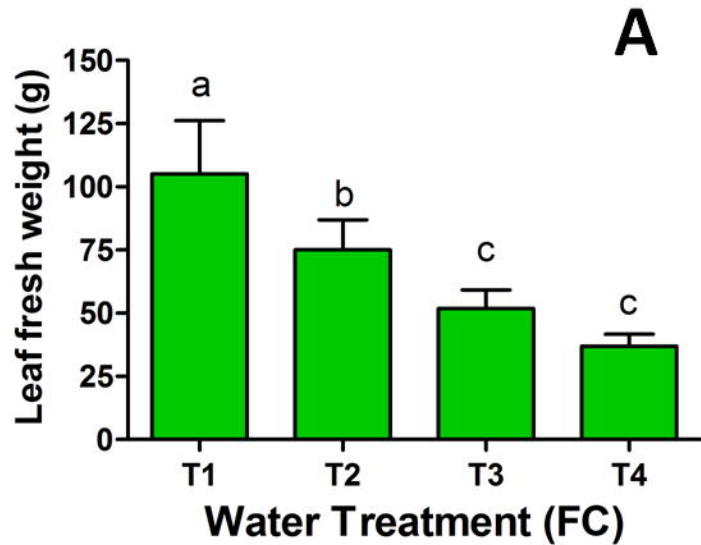 A
Leaf fresh weight (g)
150
125
100
75
50
25
0
a
b
c
c
T1 T2 T3 T4
Water Treatment (FC)